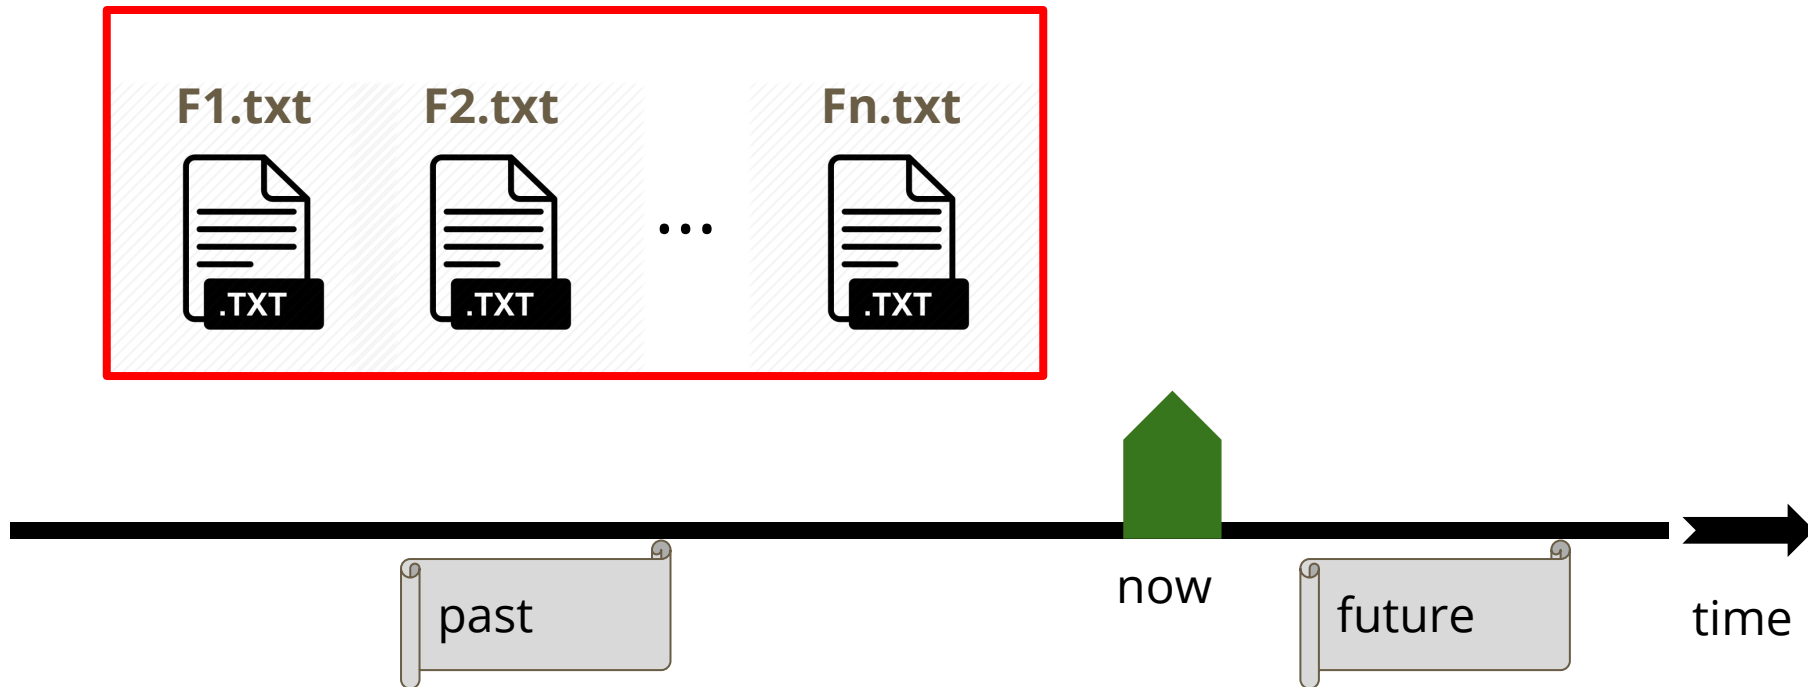 F1.txt F2.txt Fn.txt
...
.TXT .TXT .TXT
now
past future time